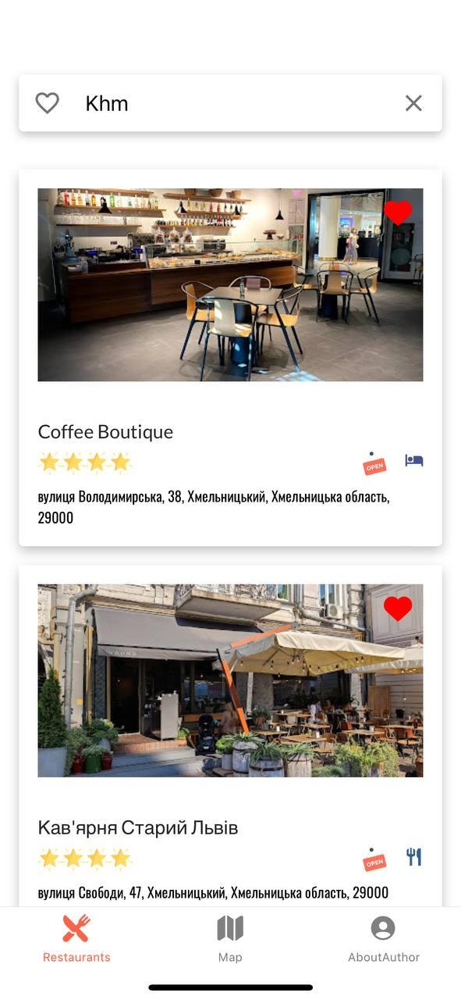 Khm
Coffee Boutique
OPEN
вулиця Володимирська, 38, Хмельницький, Хмельницька область,
29000
Кав'ярня Старий Львів
OPEN
вулиця Свободи, 47, Хмельницький, Хмельницька область, 29000
Restaurants
Map
AboutAuthor